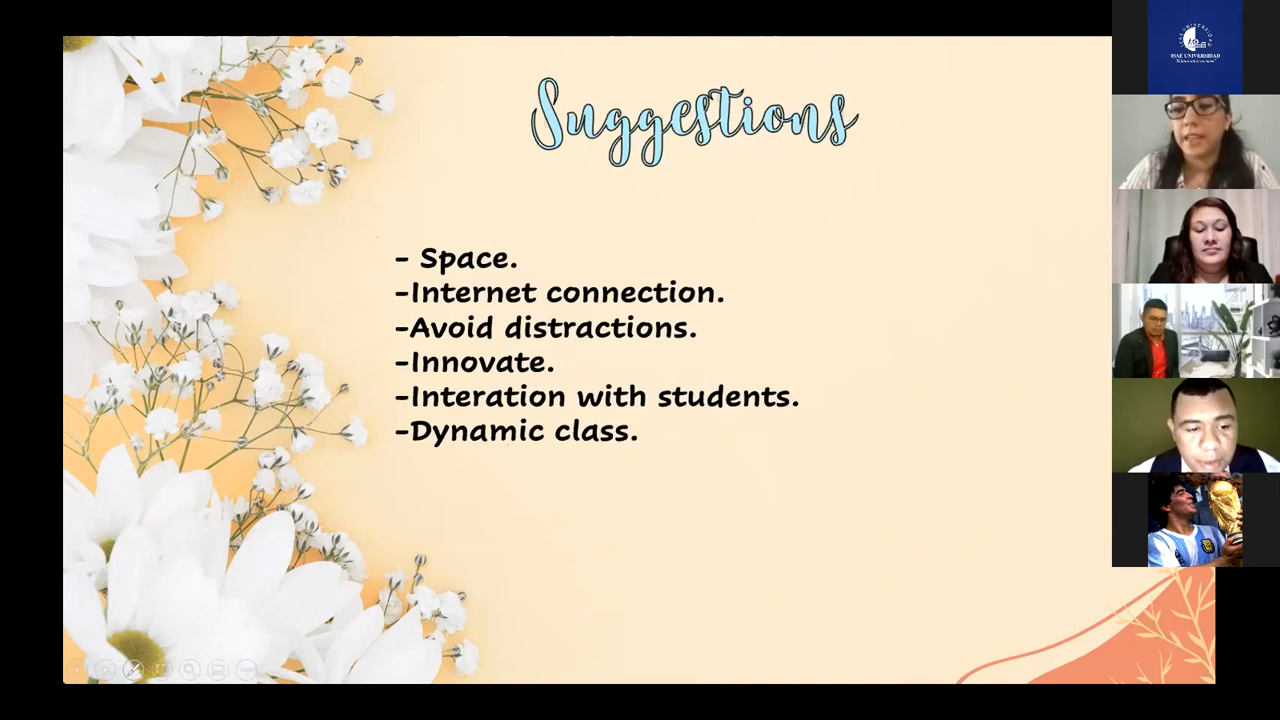 Suggestions
- Space.
-Internet connection.
-Avoid distractions.
-Innovate.
-Interation with students.
-Dynamic class.
ISAE UNIVERSIDAD